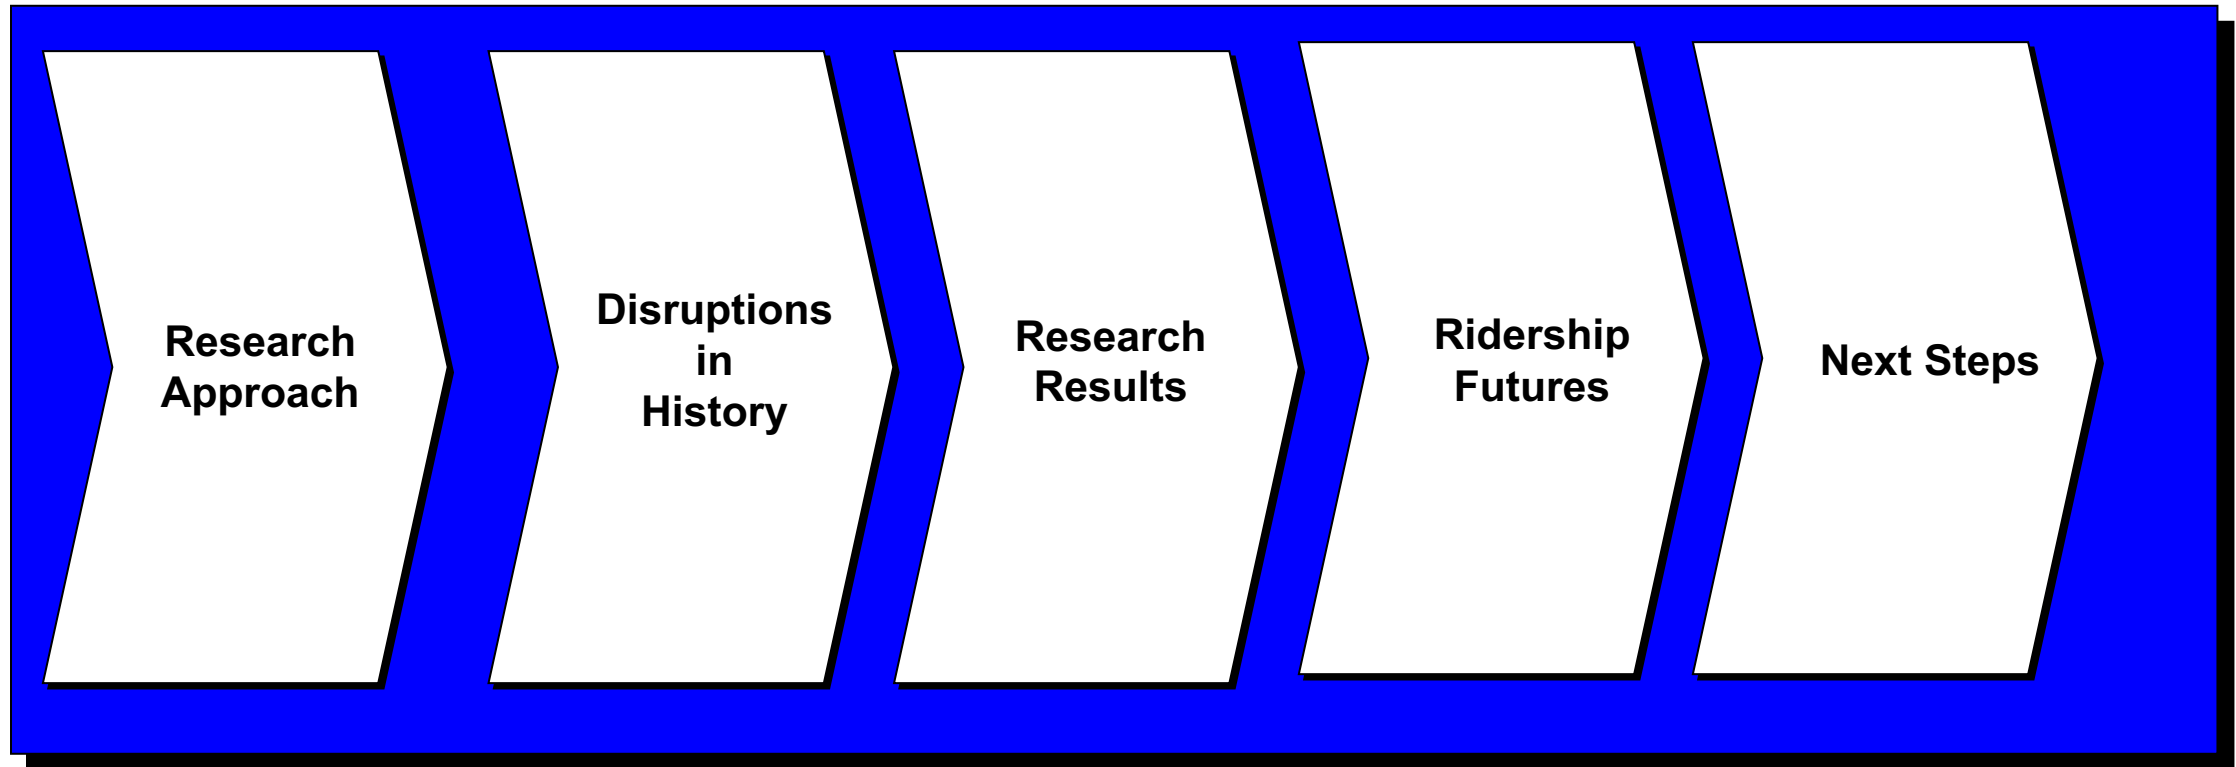 Research
Approach
Disruptions
in
History
Research
Results
Ridership
Futures
Next Steps